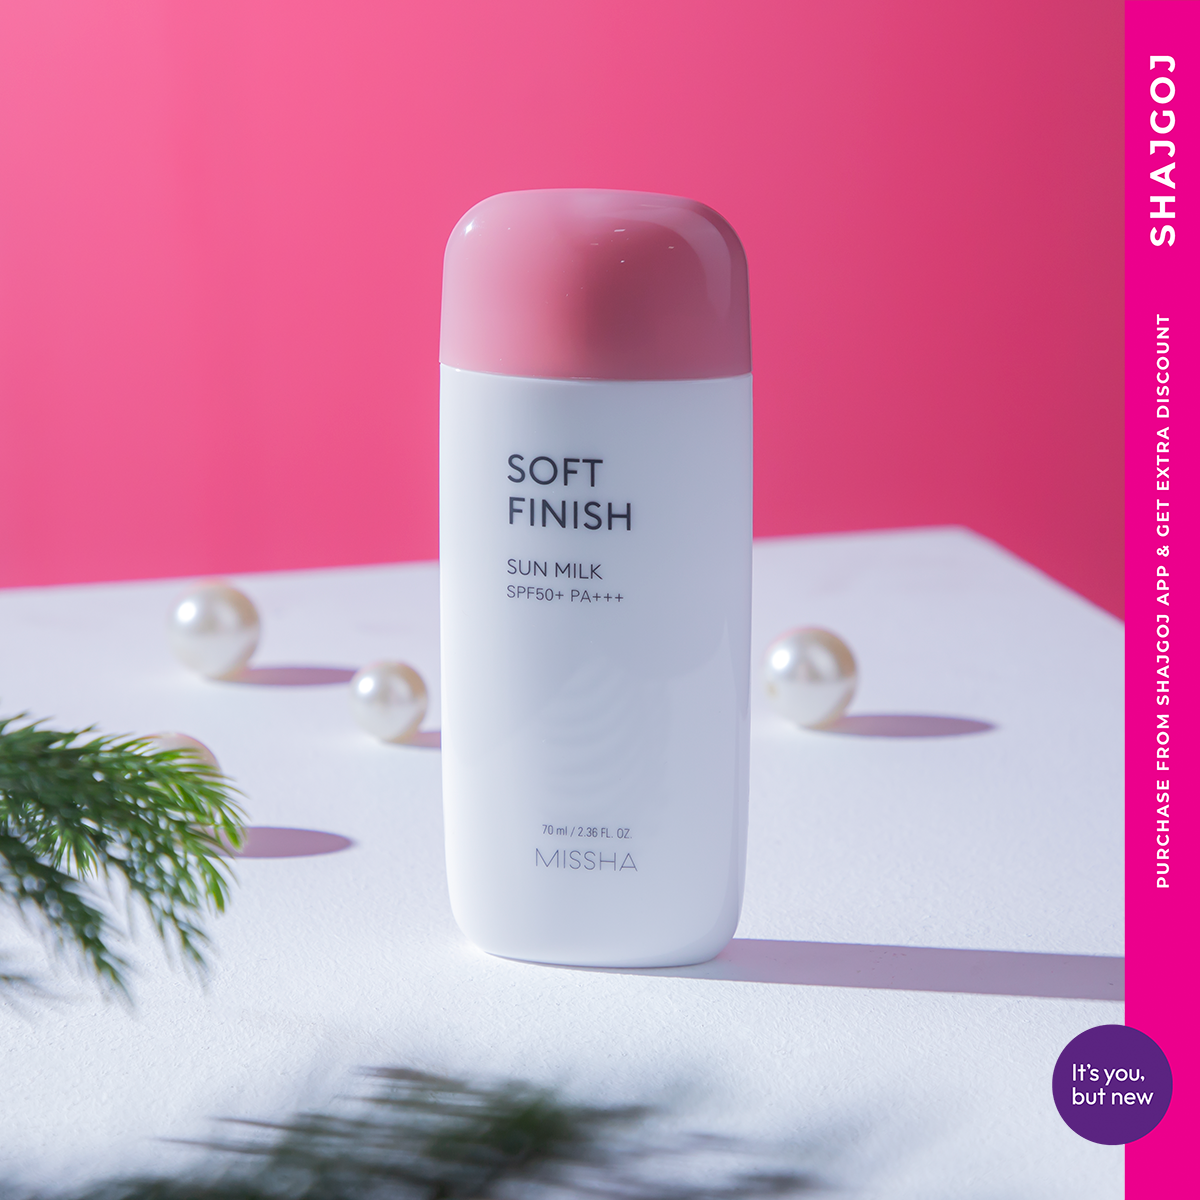 SOFT
FINISH
SUN MILK
SPF50+ PA+++
70 ml / 2.36 FL. OZ.
MISSHA
SHAJGOJ
PURCHASE FROM SHAJGOJ APP & GET EXTRA DISCOUNT
It's you,
but new